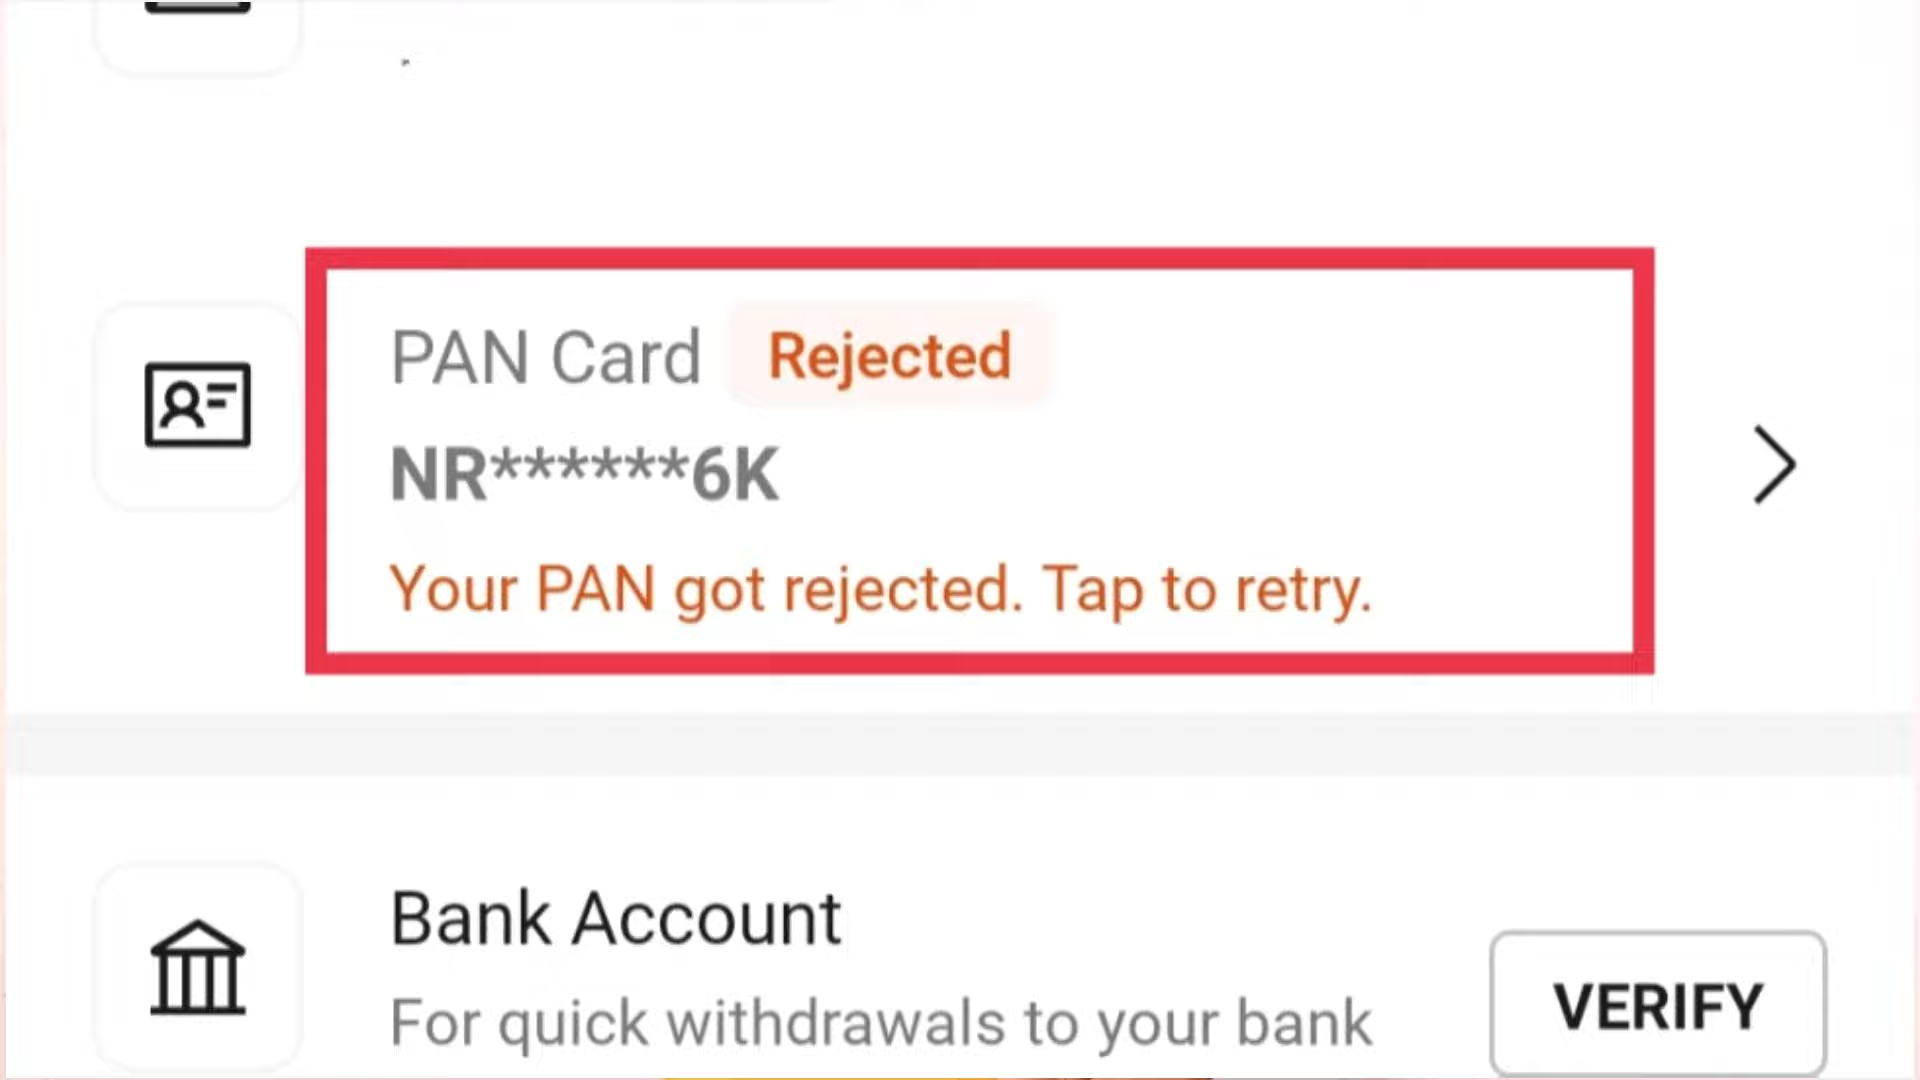 PAN Card Rejected
NR******6K
Your PAN got rejected. Tap to retry.
Bank Account
For quick withdrawals to your bank
VERIFY